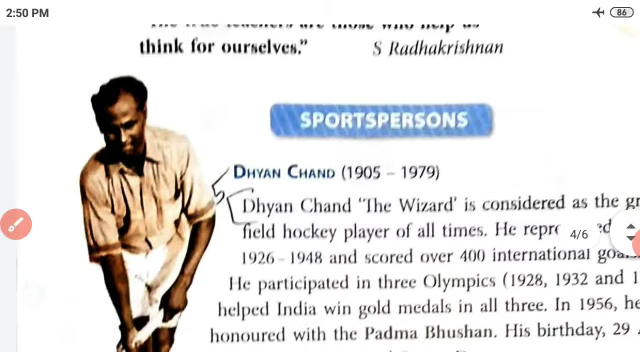 2:50 PM
86
think for ourselves."
S Radhakrishnan
SPORTSPERSONS
DHYAN CHAND (1905 – 1979)
Dhyan Chand 'The Wizard' is considered as the
field hockey player of all times. He
4/6
1926 – 1948 and scored over 400 international
He participated in three Olympics (1928, 1932 and
helped India win gold medals in all three. In 1956, he
honoured with the Padma Bhushan. His birthday, 29